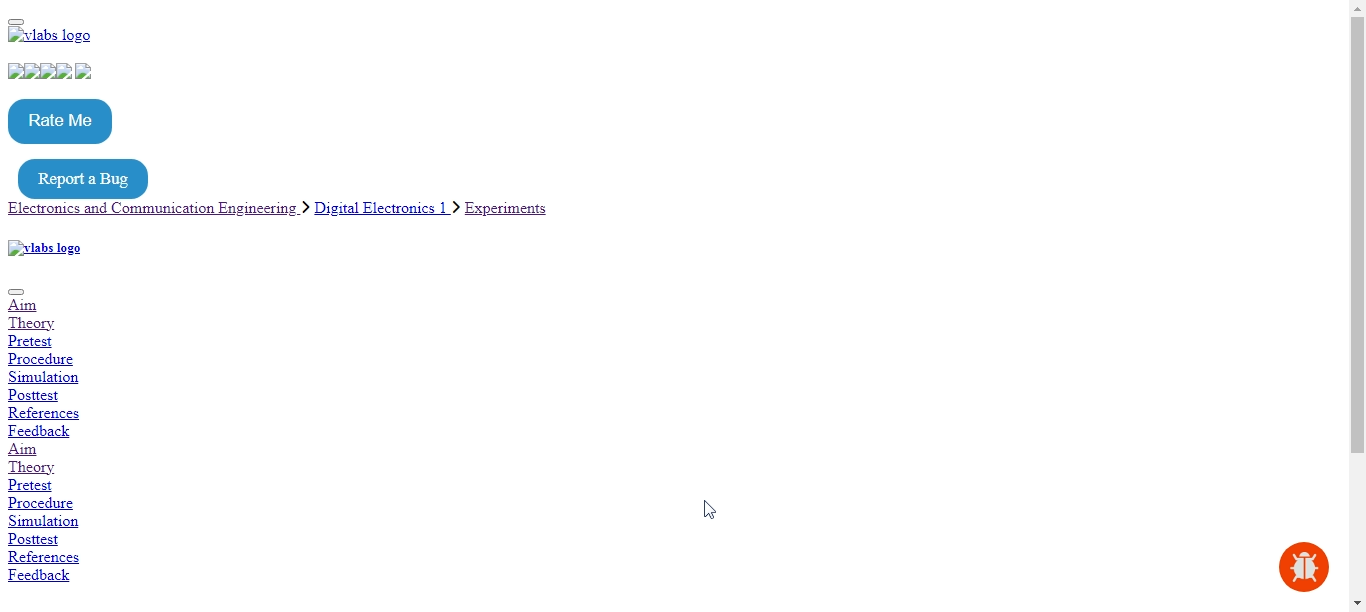 vlabs logo
Rate Me
Report a Bug
Electronics and Communication Engineering Digital Electronics 1 Experiments
vlabs logo
Aim
Theory
Pretest
Procedure
Simulation
Posttest
References
Feedback
Aim
Theory
Pretest
Procedure
Simulation
Posttest
References
Feedback